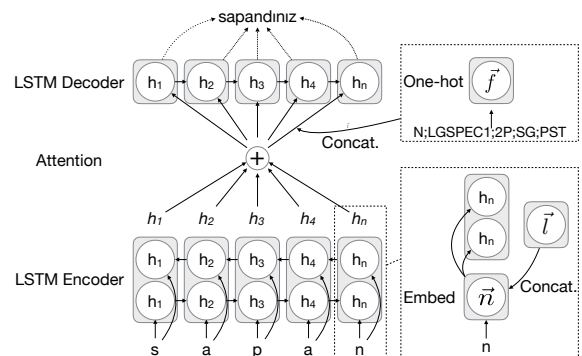 sapandınız
LSTM Decoder
h1 h2 h3 h4 hn
One-hot
f
N;LGSPEC1;2P;SG;PST
Concat.
Attention
+
h1 h2 h3 h4 hn
LSTM Encoder
h1 h2 h3 h4 hn
h1 h2 h3 h4 hn
s a p a n
hn
hn
l
Embed
n
Concat.
n